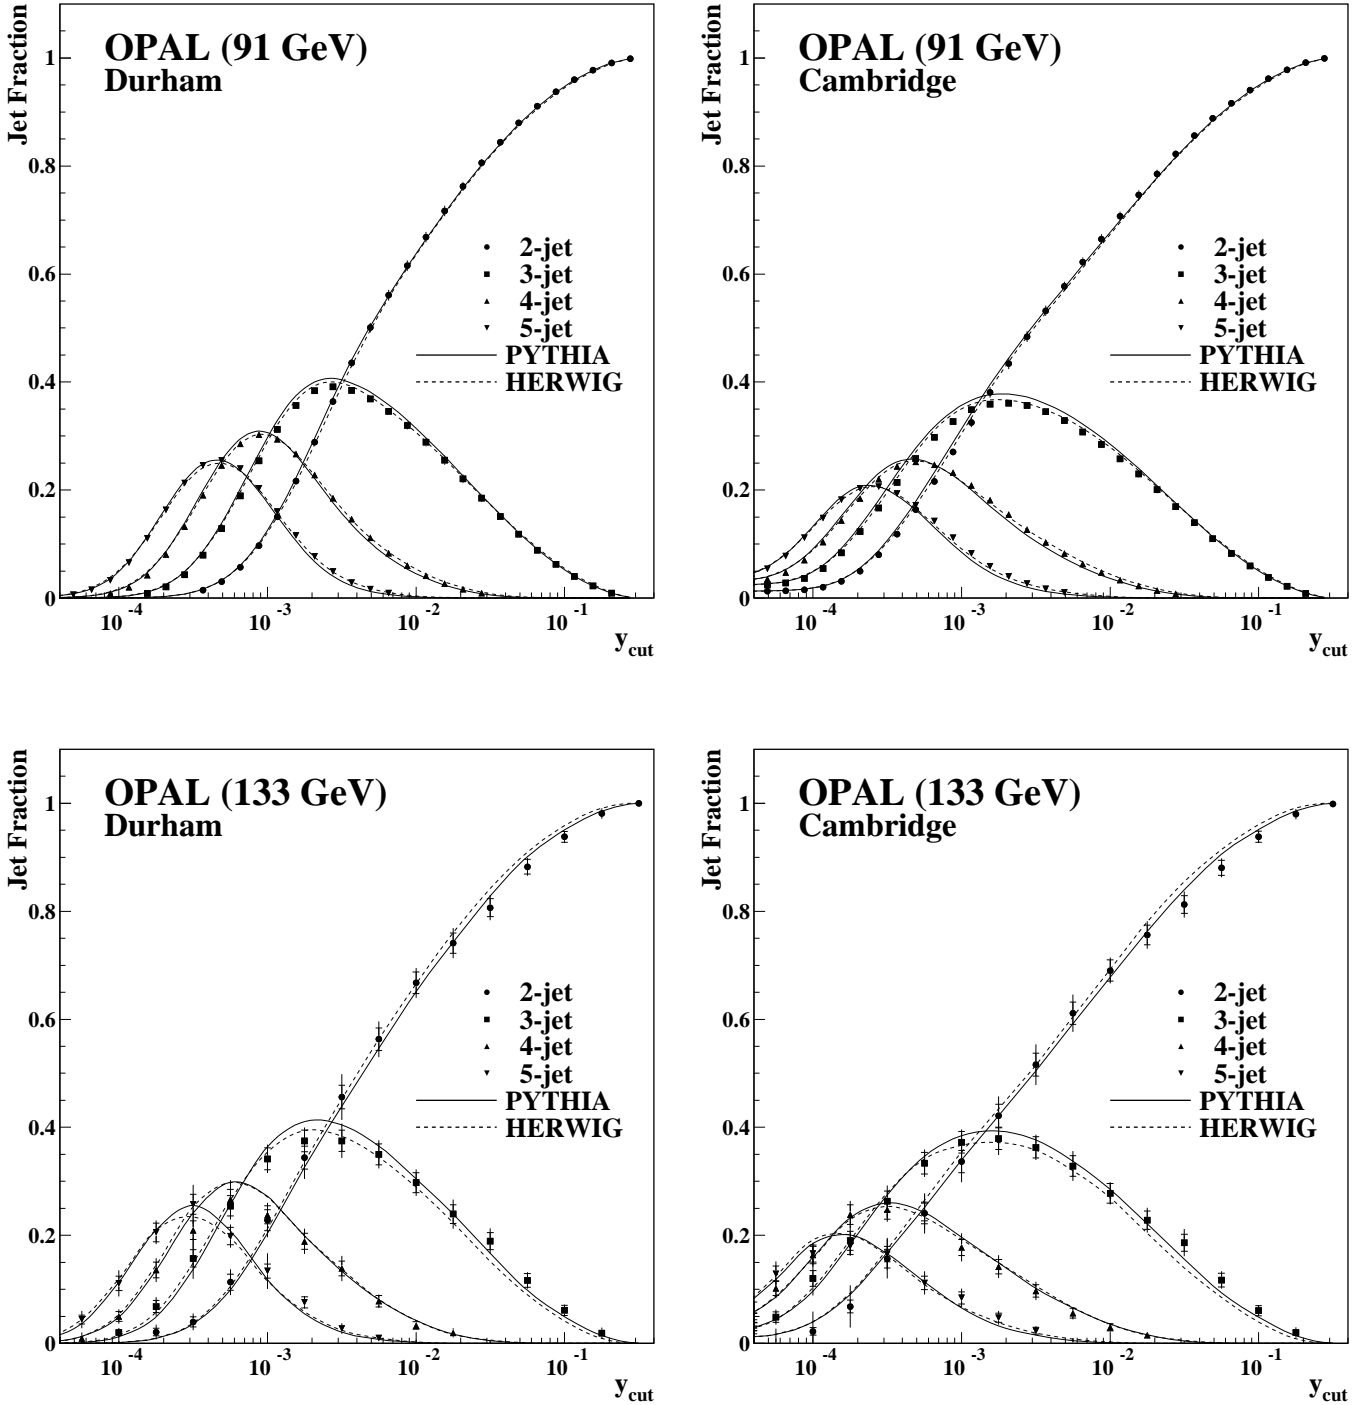 OPAL (91 GeV)
Durham
Jet Fraction
1
0.8
0.6
0.4
0.2
0
2-jet
3-jet
4-jet
5-jet
PYTHIA
HERWIG
10^-4
10^-3
10^-2
10^-1
y_cut
OPAL (91 GeV)
Cambridge
Jet Fraction
1
0.8
0.6
0.4
0.2
0
2-jet
3-jet
4-jet
5-jet
PYTHIA
HERWIG
10^-4
10^-3
10^-2
10^-1
y_cut
OPAL (133 GeV)
Durham
Jet Fraction
1
0.8
0.6
0.4
0.2
0
2-jet
3-jet
4-jet
5-jet
PYTHIA
HERWIG
10^-4
10^-3
10^-2
10^-1
y_cut
OPAL (133 GeV)
Cambridge
Jet Fraction
1
0.8
0.6
0.4
0.2
0
2-jet
3-jet
4-jet
5-jet
PYTHIA
HERWIG
10^-4
10^-3
10^-2
10^-1
y_cut